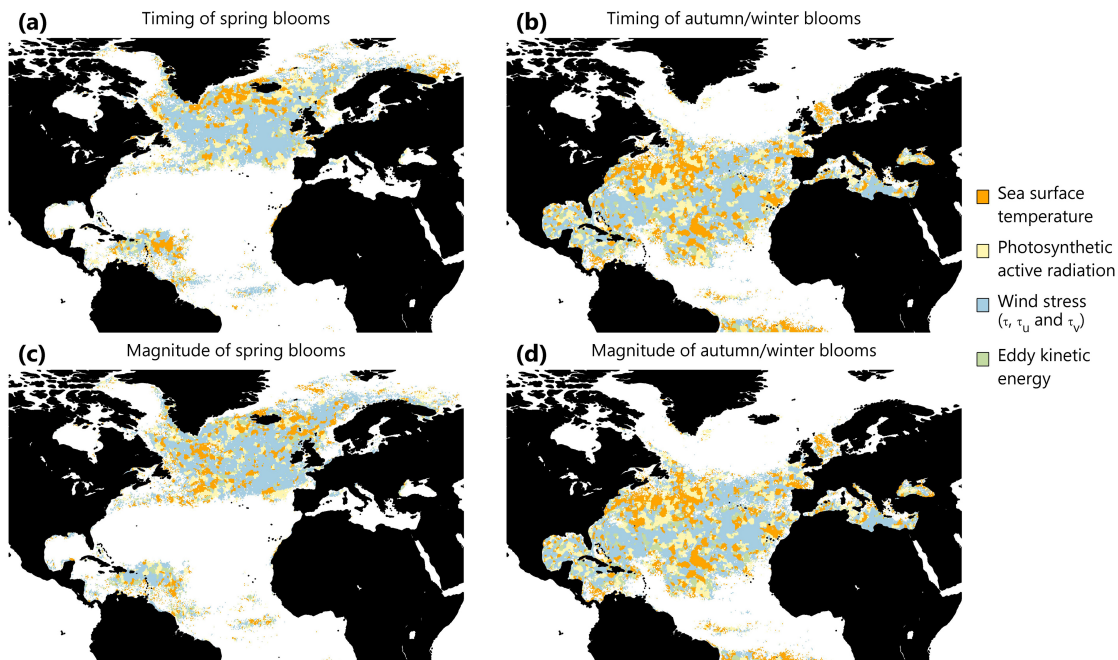 (a) Timing of spring blooms
(b) Timing of autumn/winter blooms
Sea surface
temperature
Photosynthetic
active radiation
Wind stress
(τ, τu and τv)
Eddy kinetic
energy
(c) Magnitude of spring blooms
(d) Magnitude of autumn/winter blooms